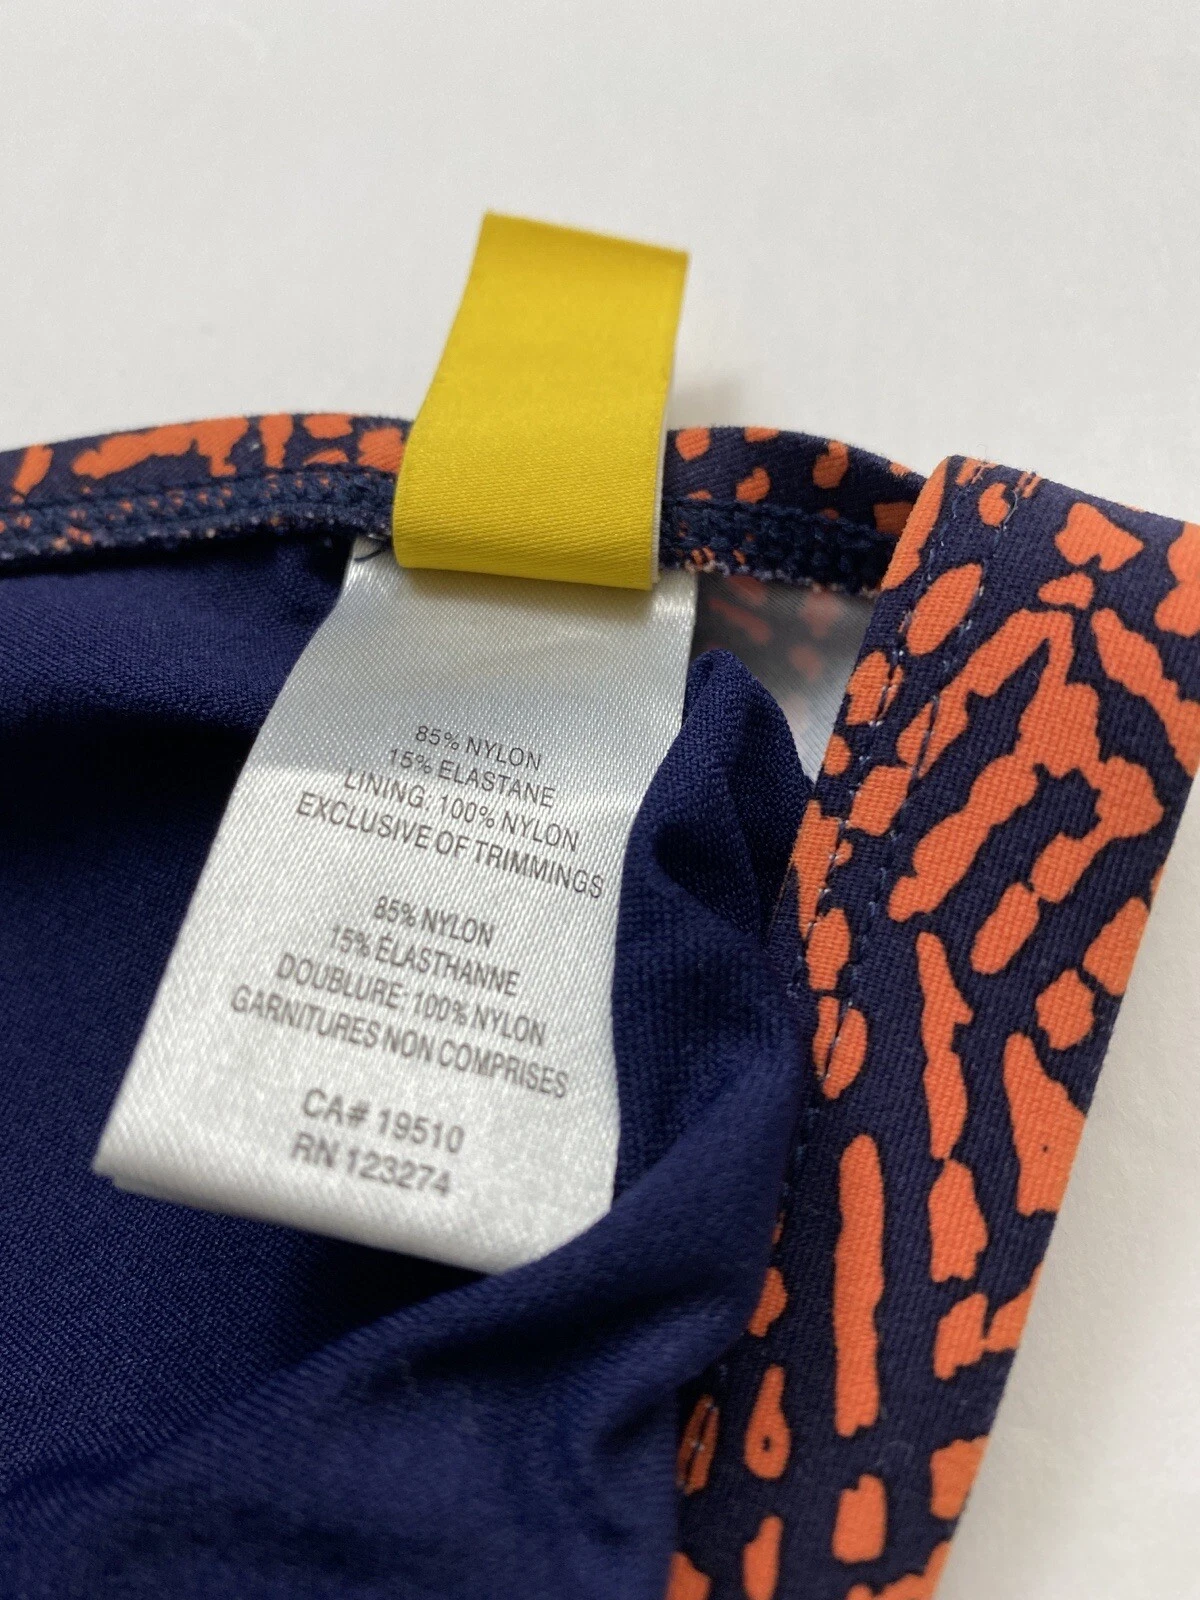 85% NYLON
15% ELASTANE
LINING: 100% NYLON
EXCLUSIVE OF TRIMMINGS
85% NYLON
15% ÉLASTHANNE
DOUBLURE: 100% NYLON
GARNITURES NON COMPRISES
CA# 19510
RN 123274